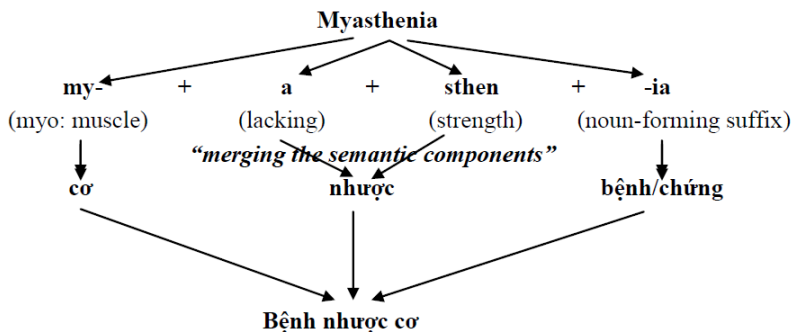 Myasthenia
my- + a + sthen + -ia
(myo: muscle) (lacking) (strength) (noun-forming suffix)
“merging the semantic components”
cơ nhược bệnh/chứng
Bệnh nhược cơ